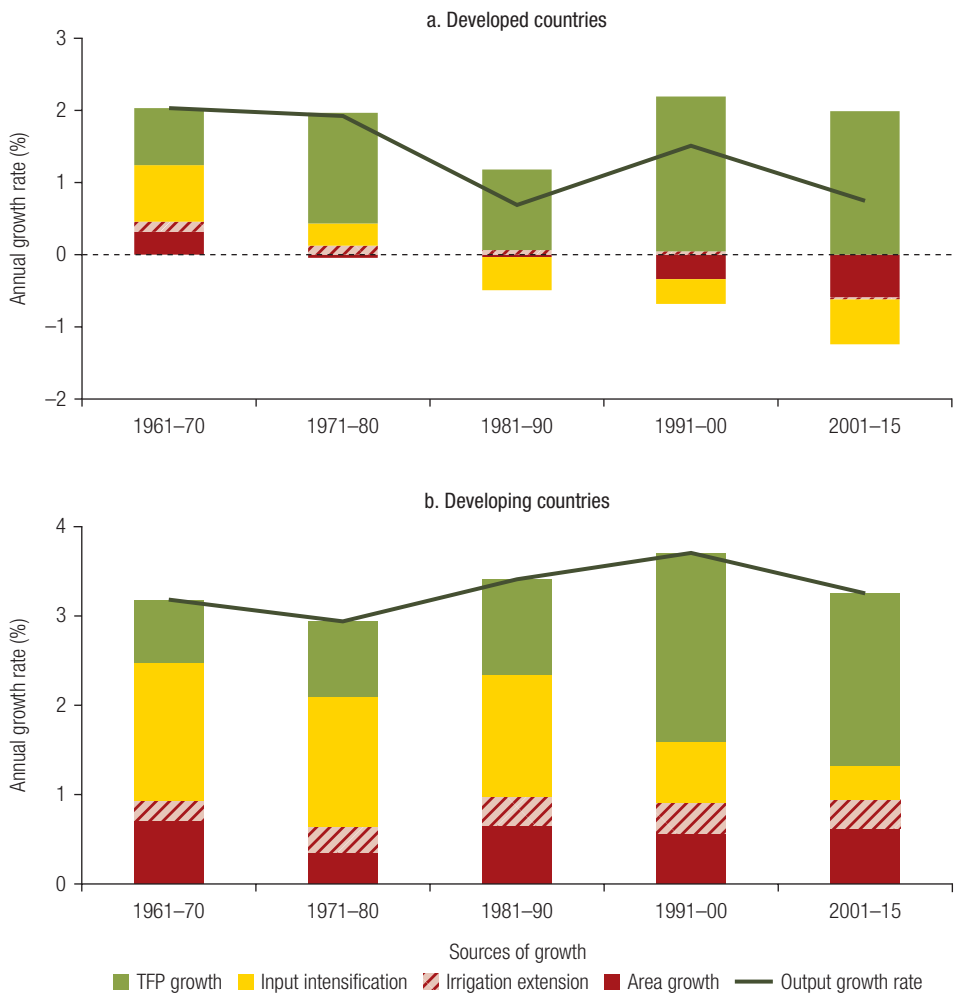 a. Developed countries
Annual growth rate (%)
3
2
1
0
–1
–2
1961–70 1971–80 1981–90 1991–00 2001–15
b. Developing countries
Annual growth rate (%)
4
3
2
1
0
1961–70 1971–80 1981–90 1991–00 2001–15
Sources of growth
TFP growth Input intensification Irrigation extension Area growth Output growth rate